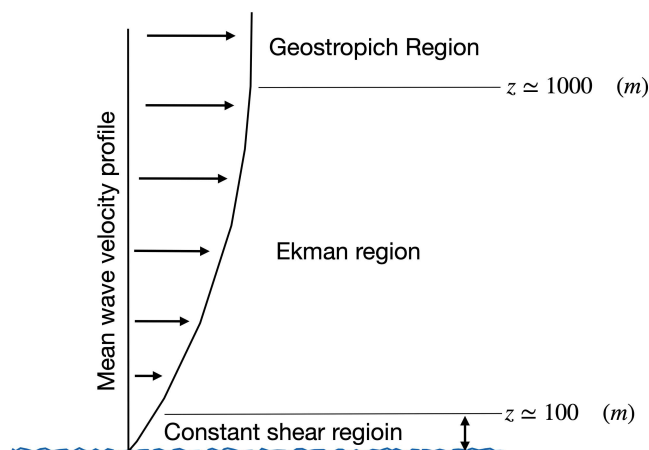 Geostropich Region
z ≃ 1000 (m)
Mean wave velocity profile
Ekman region
z ≃ 100 (m)
Constant shear regioin